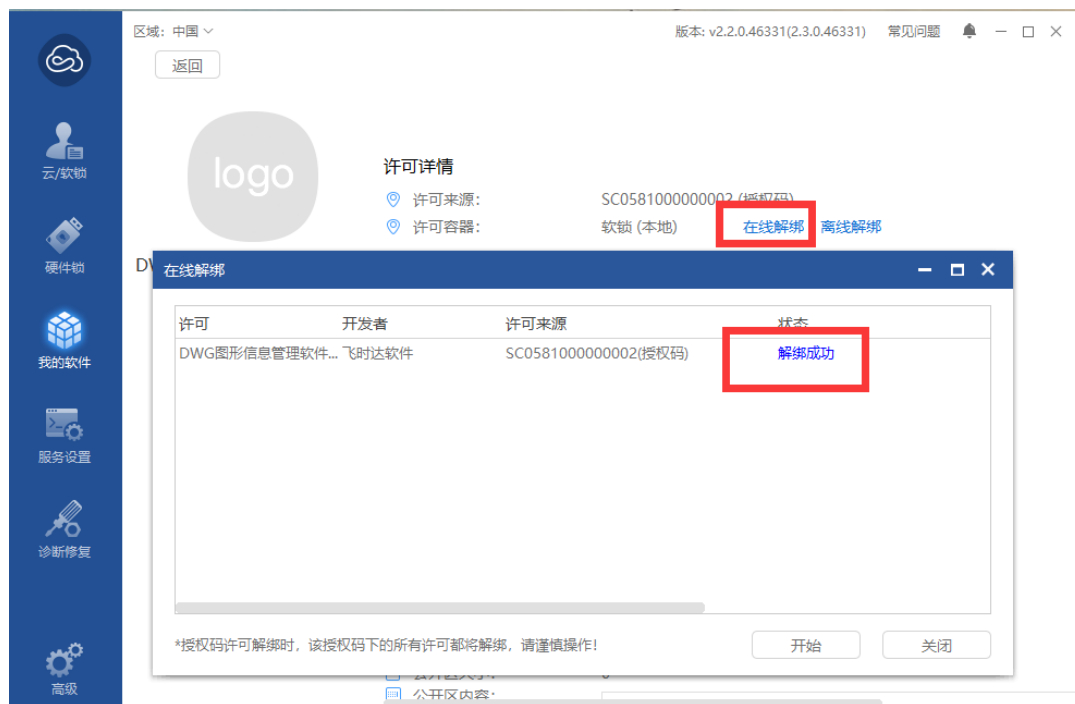 区域：中国
版本: v2.2.0.46331(2.3.0.46331) 常见问题
返回
logo
许可详情
许可来源：
SC0581000000002 (授权码)
许可容器：
软锁 (本地) 在线解绑 离线解绑
云/软锁
硬件锁
我的软件
服务设置
诊断修复
高级
在线解绑
许可 开发者 许可来源 状态
DWG图形信息管理软件... 飞时达软件 SC0581000000002(授权码) 解绑成功
*授权码许可解绑时，该授权码下的所有许可都将解绑，请谨慎操作！
开始 关闭
公开区大小：
公开区内容：